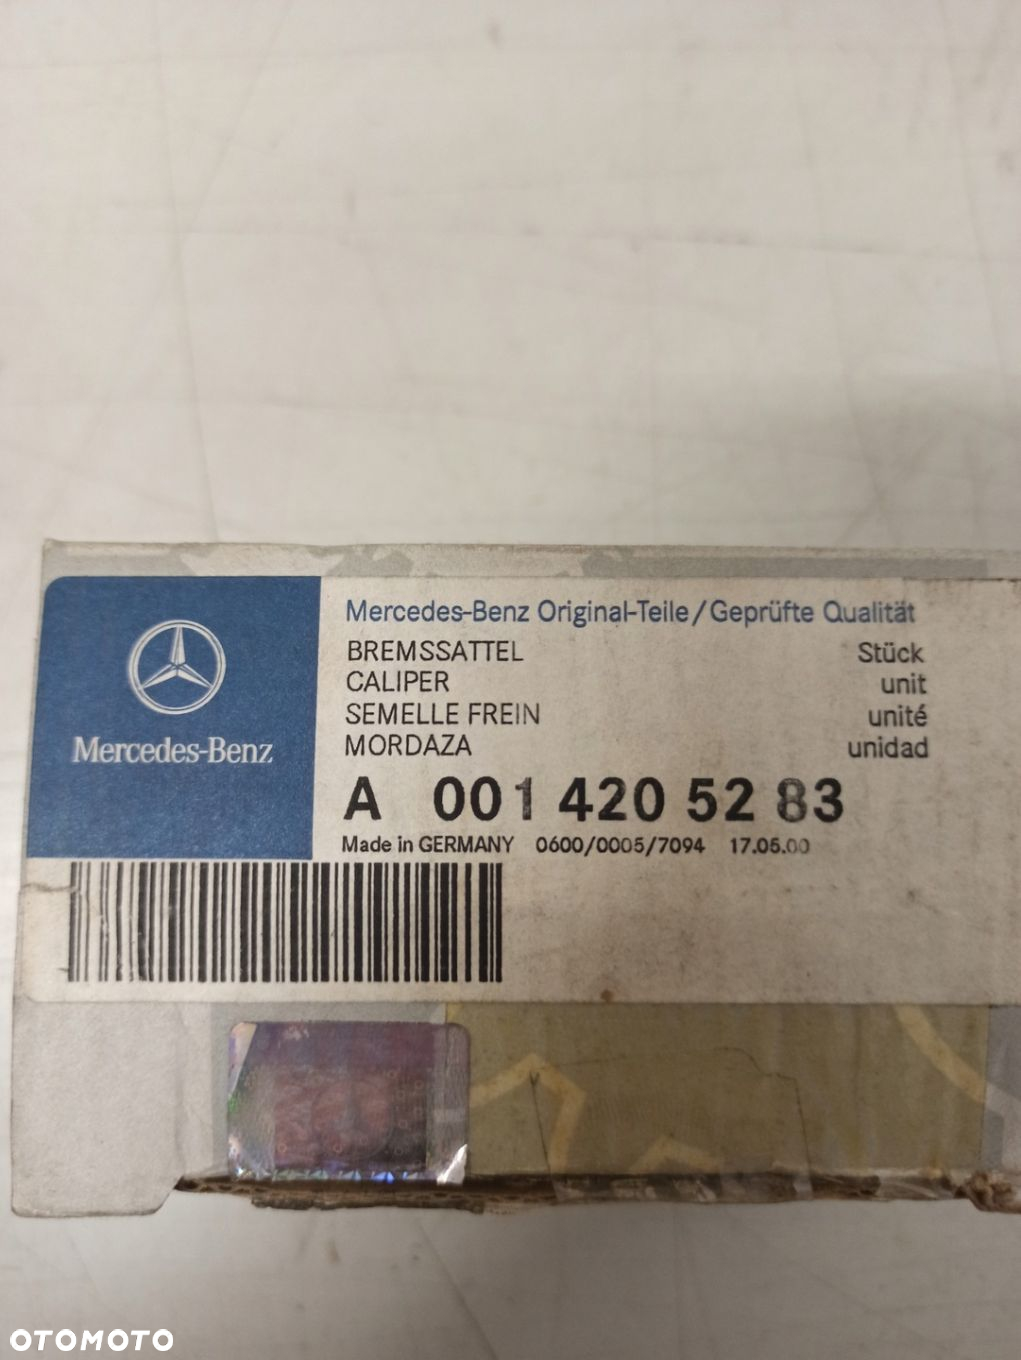 Mercedes-Benz Original-Teile/Geprüfte Qualität
BREMSSATTEL Stück
CALIPER unit
SEMELLE FREIN unité
MORDAZA unidad
Mercedes-Benz
A 001 420 52 83
Made in GERMANY 0600/0005/7094 17.05.00
OTOMOTO